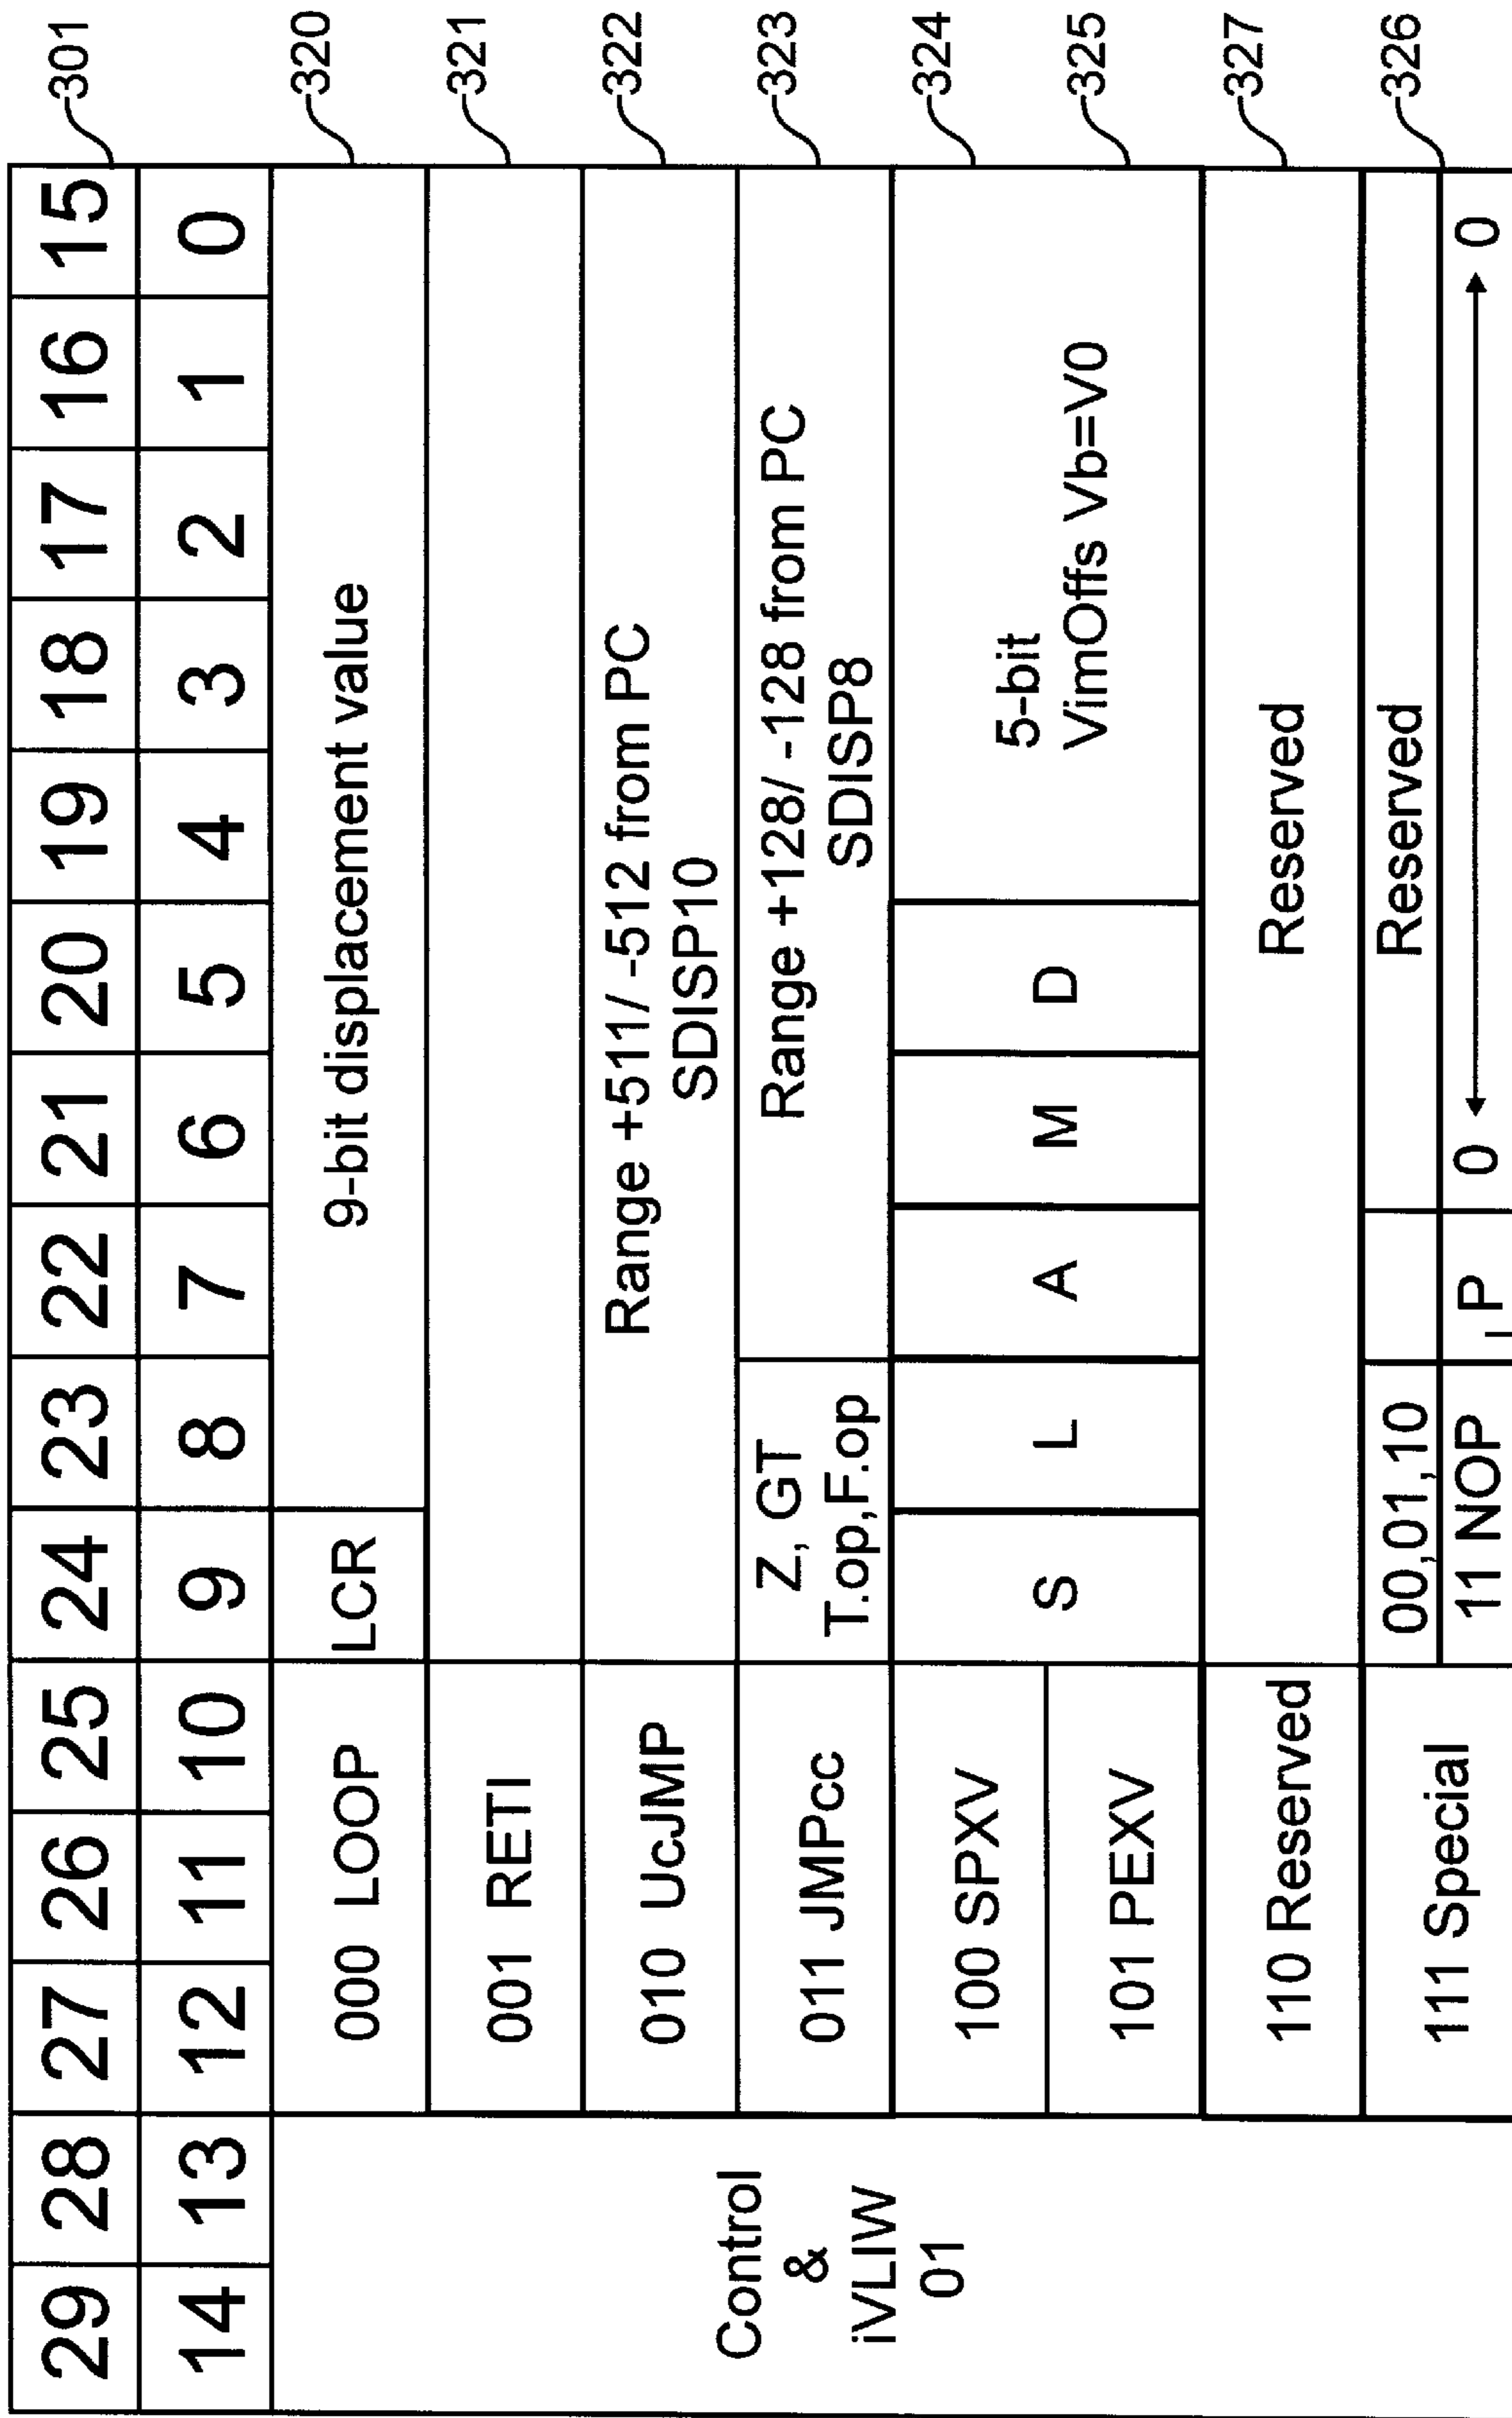 29 28 27 26 25 24 23 22 21 20 19 18 17 16 15 301
14 13 12 11 10 9 8 7 6 5 4 3 2 1 0
Control
&
iVLIW
01
000 LOOP LCR 9-bit displacement value 320
001 RETI 321
010 UcJMP Range +511/ -512 from PC 322
SDISP10
011 JMPcc Z, GT Range +128/ -128 from PC 323
T.op,F.op SDISP8
100 SPXV S L A M D 5-bit 324
101 PEXV VimOffs Vb=V0 325
110 Reserved Reserved 327
111 Special 00,01,10 Reserved 326
11 NOP P 0 0